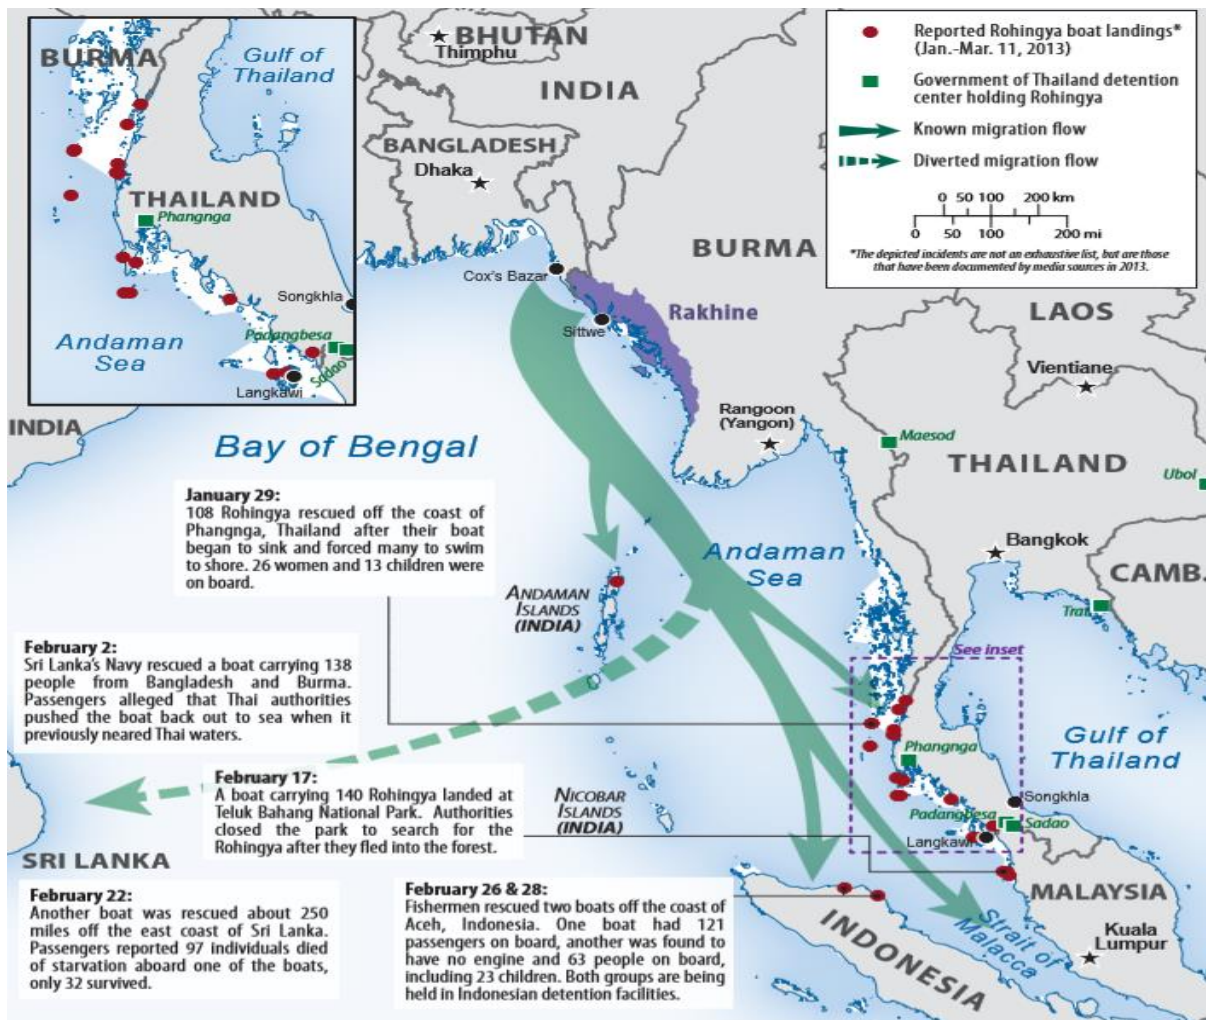 BURMA
Gulf of
Thailand
THAILAND
Phangnga
Songkhla
Padangbesa
Sadao
Langkawi
Andaman
Sea
BHUTAN
Thimphu
INDIA
BANGLADESH
Dhaka
BURMA
Cox's Bazar
Sittwe
Rakhine
Reported Rohingya boat landings*
(Jan.-Mar. 11, 2013)
Government of Thailand detention
center holding Rohingya
Known migration flow
Diverted migration flow
0 50 100 200 km
0 50 100 200 mi
*The depicted incidents are not an exhaustive list, but are those
that have been documented by media sources in 2013.
LAOS
Vientiane
INDIA
Bay of Bengal
Rangoon
(Yangon)
Maesod
THAILAND
Ubol
January 29:
108 Rohingya rescued off the coast of
Phangnga, Thailand after their boat
began to sink and forced many to swim
to shore. 26 women and 13 children were
on board.
Andaman
Sea
Bangkok
CAMB.
Trat
ANDAMAN
ISLANDS
(INDIA)
See inset
February 2:
Sri Lanka's Navy rescued a boat carrying 138
people from Bangladesh and Burma.
Passengers alleged that Thai authorities
pushed the boat back out to sea when it
previously neared Thai waters.
Gulf of
Thailand
Phangnga
February 17:
A boat carrying 140 Rohingya landed at
Teluk Bahang National Park. Authorities
closed the park to search for the
Rohingya after they fled into the forest.
NICOBAR
ISLANDS
(INDIA)
Songkhla
Padangbesa
Sadao
Langkawi
SRI LANKA
February 22:
Another boat was rescued about 250
miles off the east coast of Sri Lanka.
Passengers reported 97 individuals died
of starvation aboard one of the boats,
only 32 survived.
February 26 & 28:
Fishermen rescued two boats off the coast of
Aceh, Indonesia. One boat had 121
passengers on board, another was found to
have no engine and 63 people on board,
including 23 children. Both groups are being
held in Indonesian detention facilities.
INDONESIA
Strait of
Malacca
MALAYSIA
Kuala
Lumpur